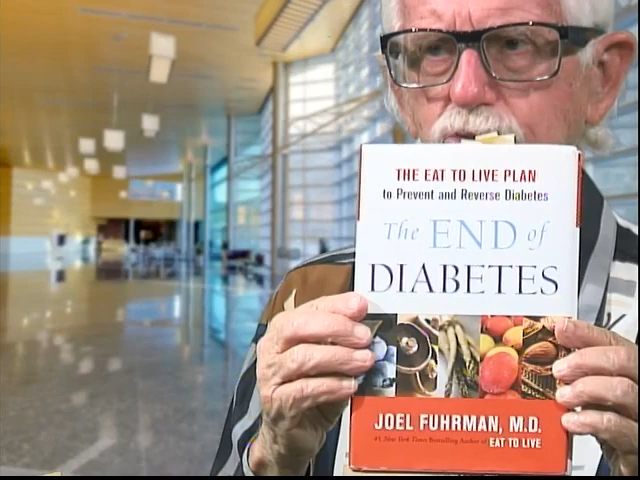 THE EAT TO LIVE PLAN
to Prevent and Reverse Diabetes
The END of
DIABETES
JOEL FUHRMAN, M.D.
#1 New York Times Bestselling Author of EAT TO LIVE